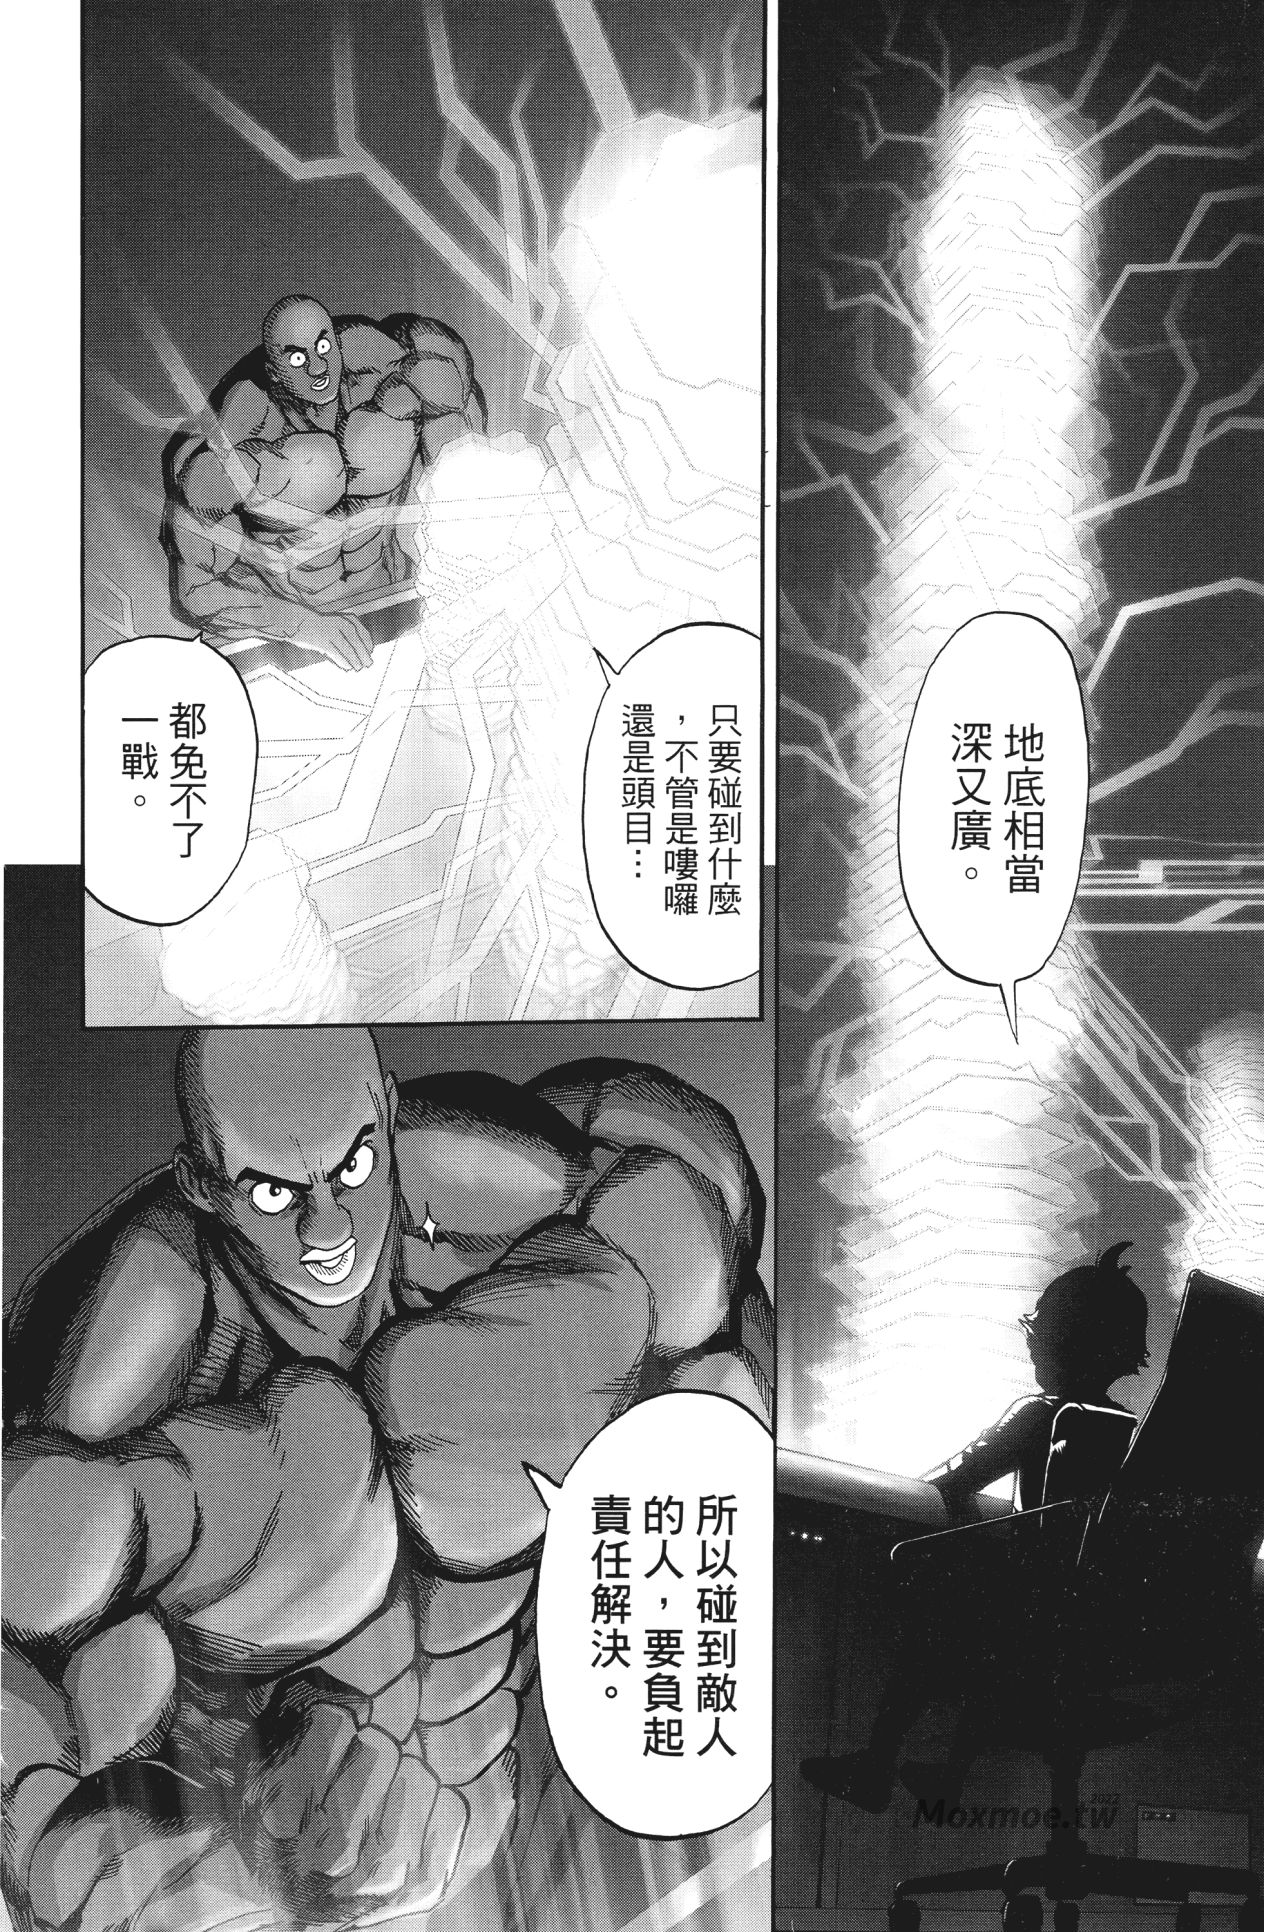 地底相當
深又廣。
只要碰到什麼
，不管是嘍囉
還是頭目…
都免不了
一戰。
所以碰到敵人
的人，要負起
責任解決。
2022
Moxmoe.tw